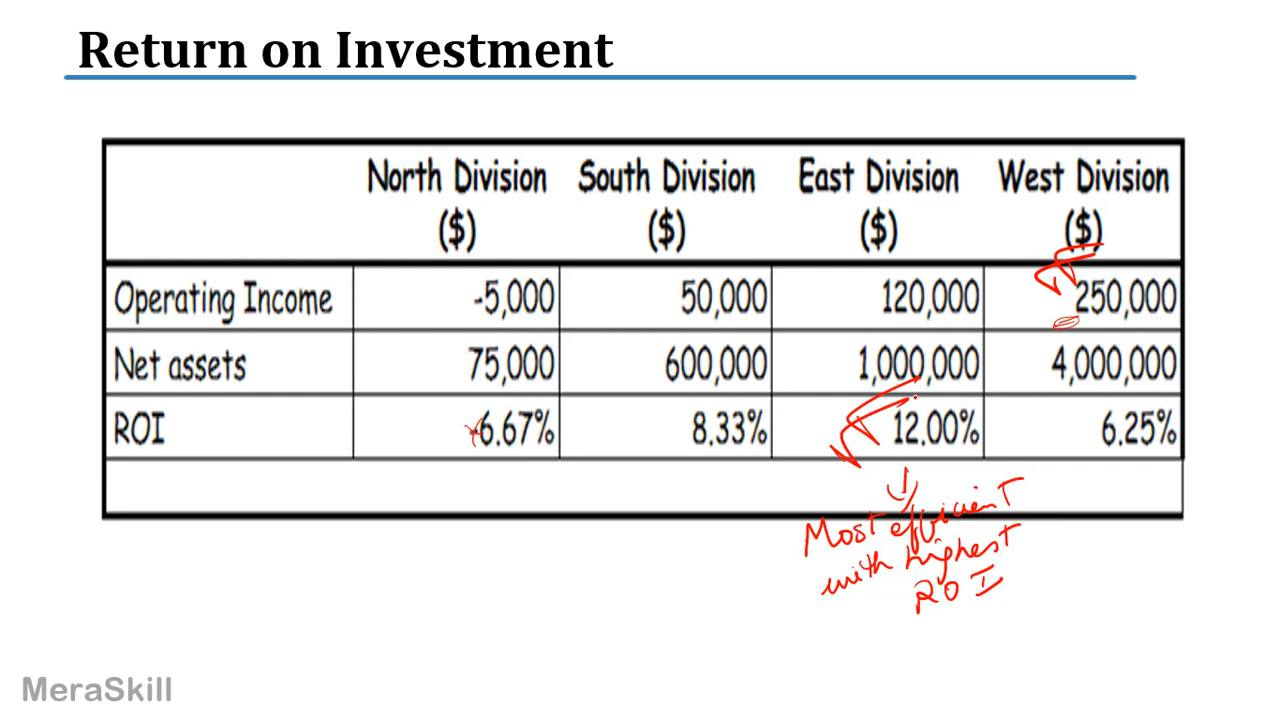 Return on Investment
North Division South Division East Division West Division
($) ($) ($) ($)
Operating Income -5,000 50,000 120,000 250,000
Net assets 75,000 600,000 1,000,000 4,000,000
ROI -6.67% 8.33% 12.00% 6.25%
Most efficient
with highest
ROI
MeraSkill